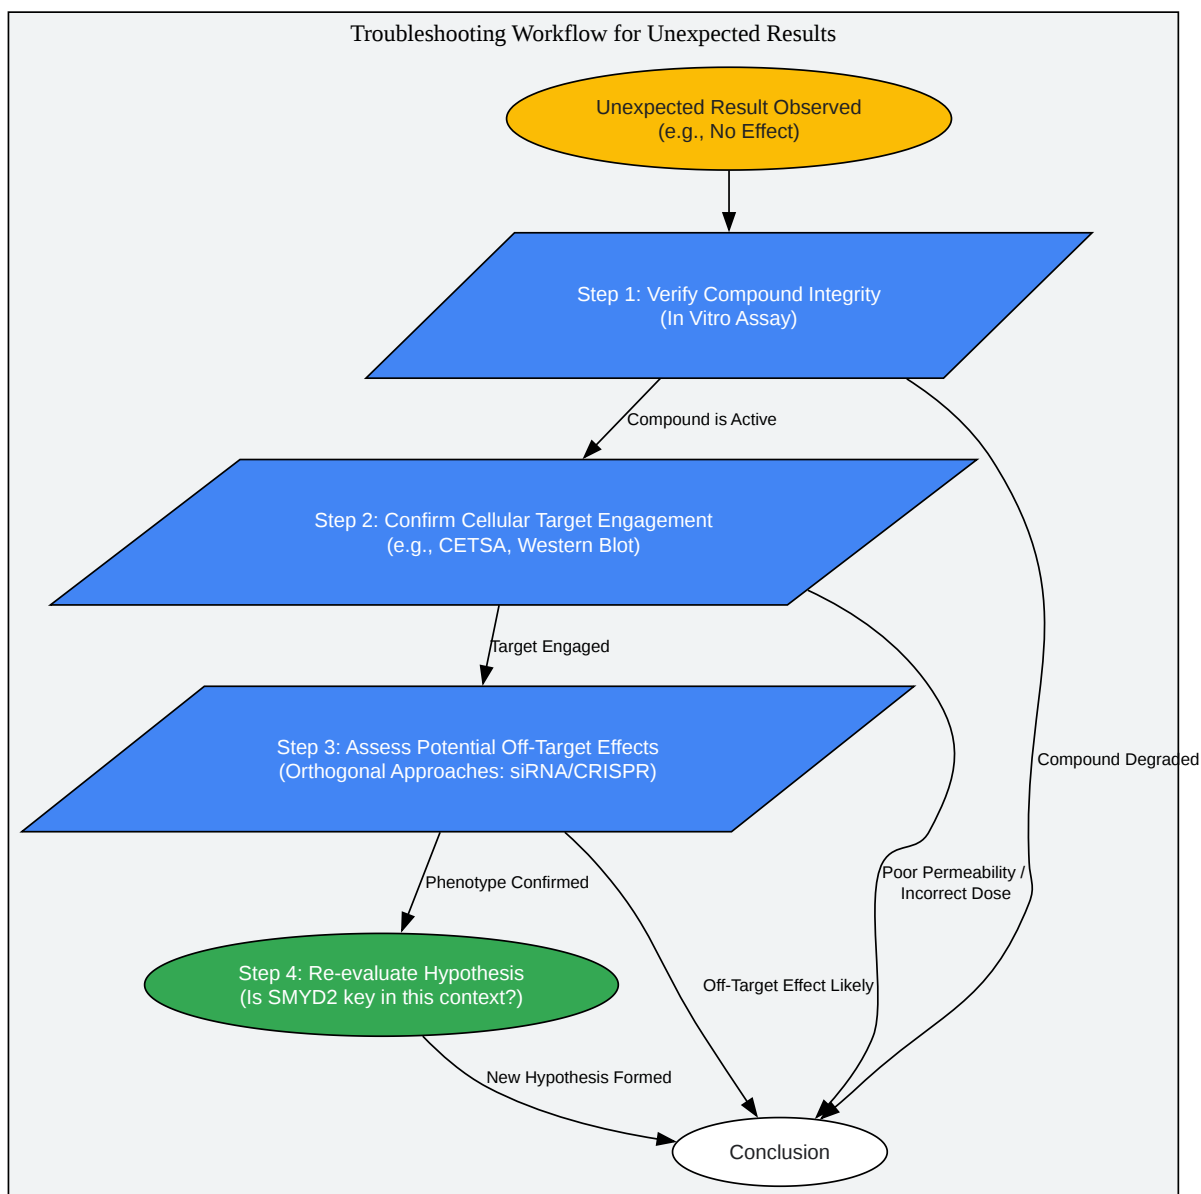 Troubleshooting Workflow for Unexpected Results
Unexpected Result Observed
(e.g., No Effect)
Step 1: Verify Compound Integrity
(In Vitro Assay)
Compound is Active
Step 2: Confirm Cellular Target Engagement
(e.g., CETSA, Western Blot)
Target Engaged
Step 3: Assess Potential Off-Target Effects
(Orthogonal Approaches: siRNA/CRISPR)
Compound Degraded
Phenotype Confirmed
Poor Permeability /
Incorrect Dose
Step 4: Re-evaluate Hypothesis
(Is SMYD2 key in this context?)
Off-Target Effect Likely
New Hypothesis Formed
Conclusion